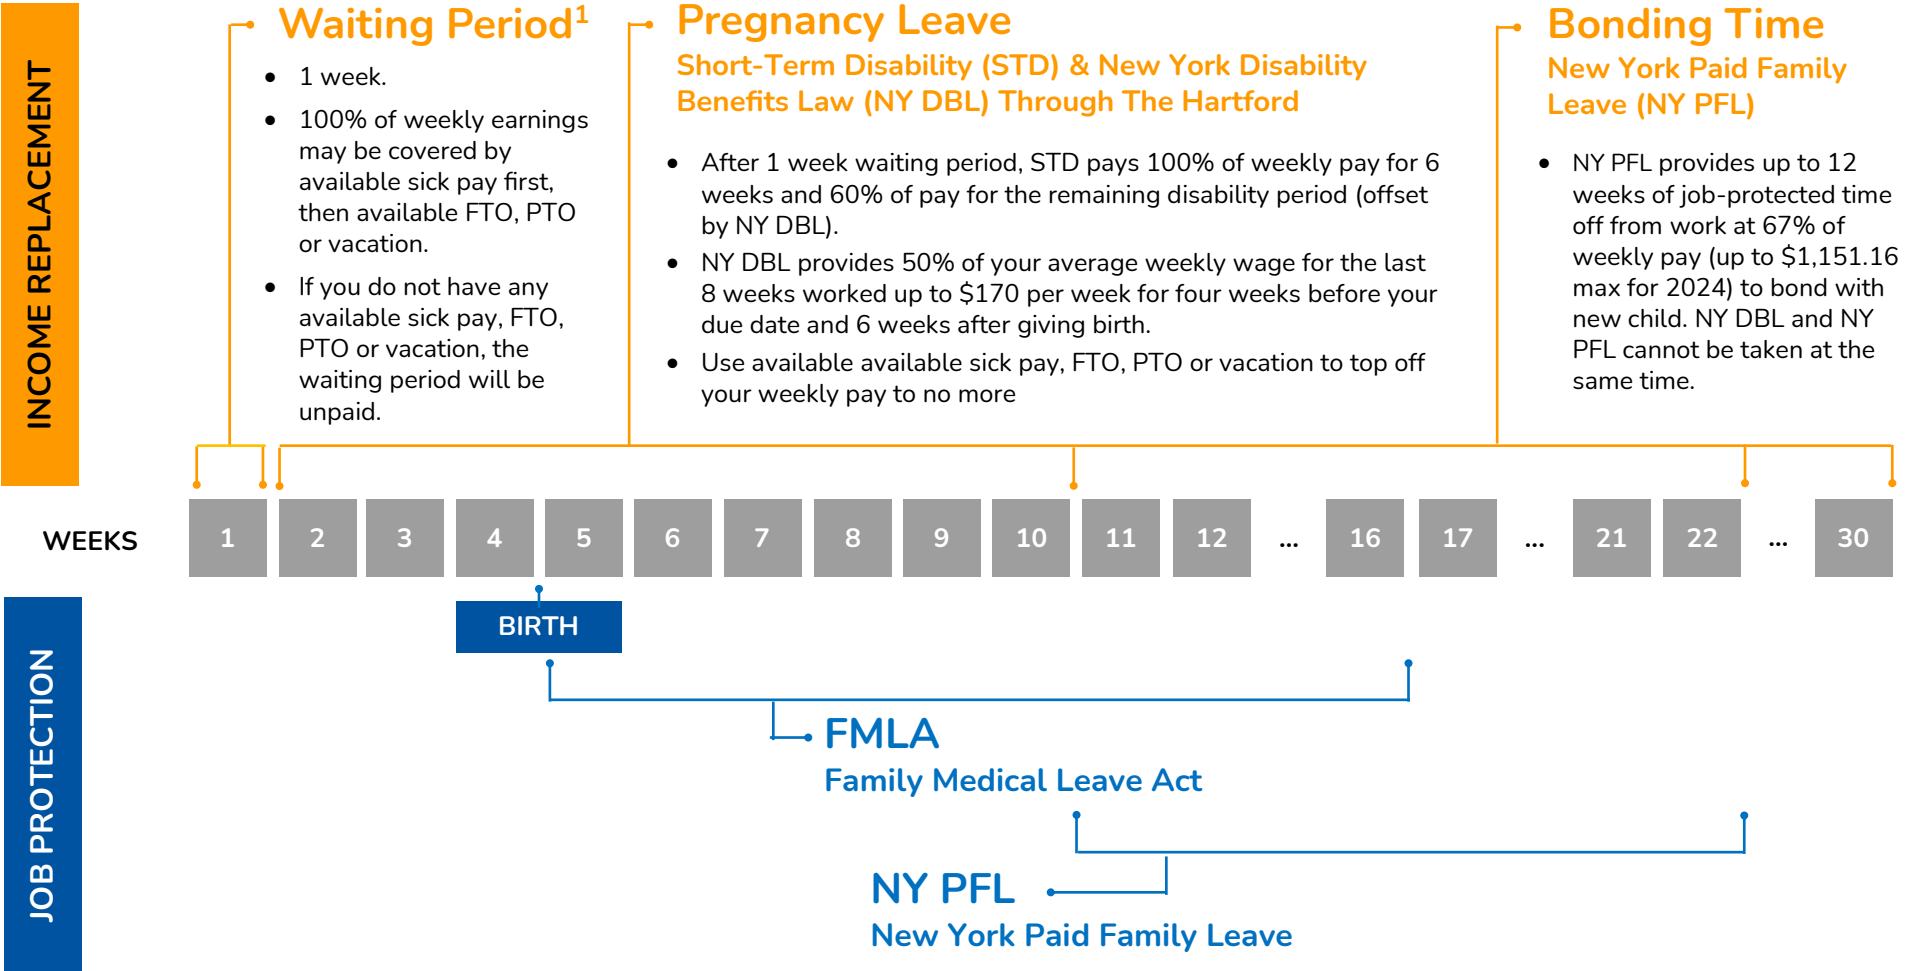 INCOME REPLACEMENT
Waiting Period1
• 1 week.
• 100% of weekly earnings
may be covered by
available sick pay first,
then available FTO, PTO
or vacation.
• If you do not have any
available sick pay, FTO,
PTO or vacation, the
waiting period will be
unpaid.
Pregnancy Leave
Short-Term Disability (STD) & New York Disability
Benefits Law (NY DBL) Through The Hartford
• After 1 week waiting period, STD pays 100% of weekly pay for 6
weeks and 60% of pay for the remaining disability period (offset
by NY DBL).
• NY DBL provides 50% of your average weekly wage for the last
8 weeks worked up to $170 per week for four weeks before your
due date and 6 weeks after giving birth.
• Use available available sick pay, FTO, PTO or vacation to top off
your weekly pay to no more
Bonding Time
New York Paid Family
Leave (NY PFL)
• NY PFL provides up to 12
weeks of job-protected time
off from work at 67% of
weekly pay (up to $1,151.16
max for 2024) to bond with
new child. NY DBL and NY
PFL cannot be taken at the
same time.
WEEKS 1 2 3 4 5 6 7 8 9 10 11 12 ... 16 17 ... 21 22 ... 30
JOB PROTECTION
BIRTH
FMLA
Family Medical Leave Act
NY PFL
New York Paid Family Leave